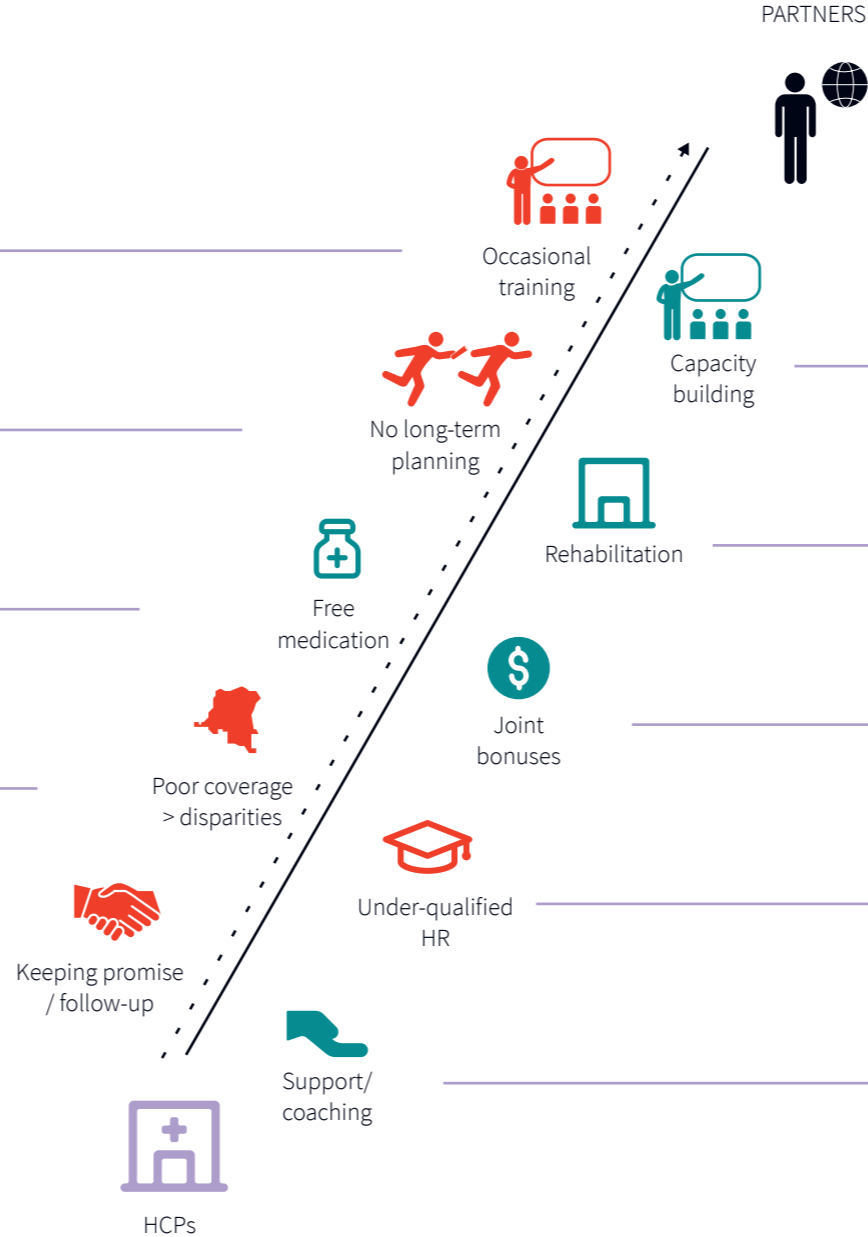 PARTNERS
Occasional
training
Capacity
building
No long-term
planning
Rehabilitation
Free
medication
Joint
bonuses
Poor coverage
> disparities
Under-qualified
HR
Keeping promise
/ follow-up
Support/
coaching
HCPs